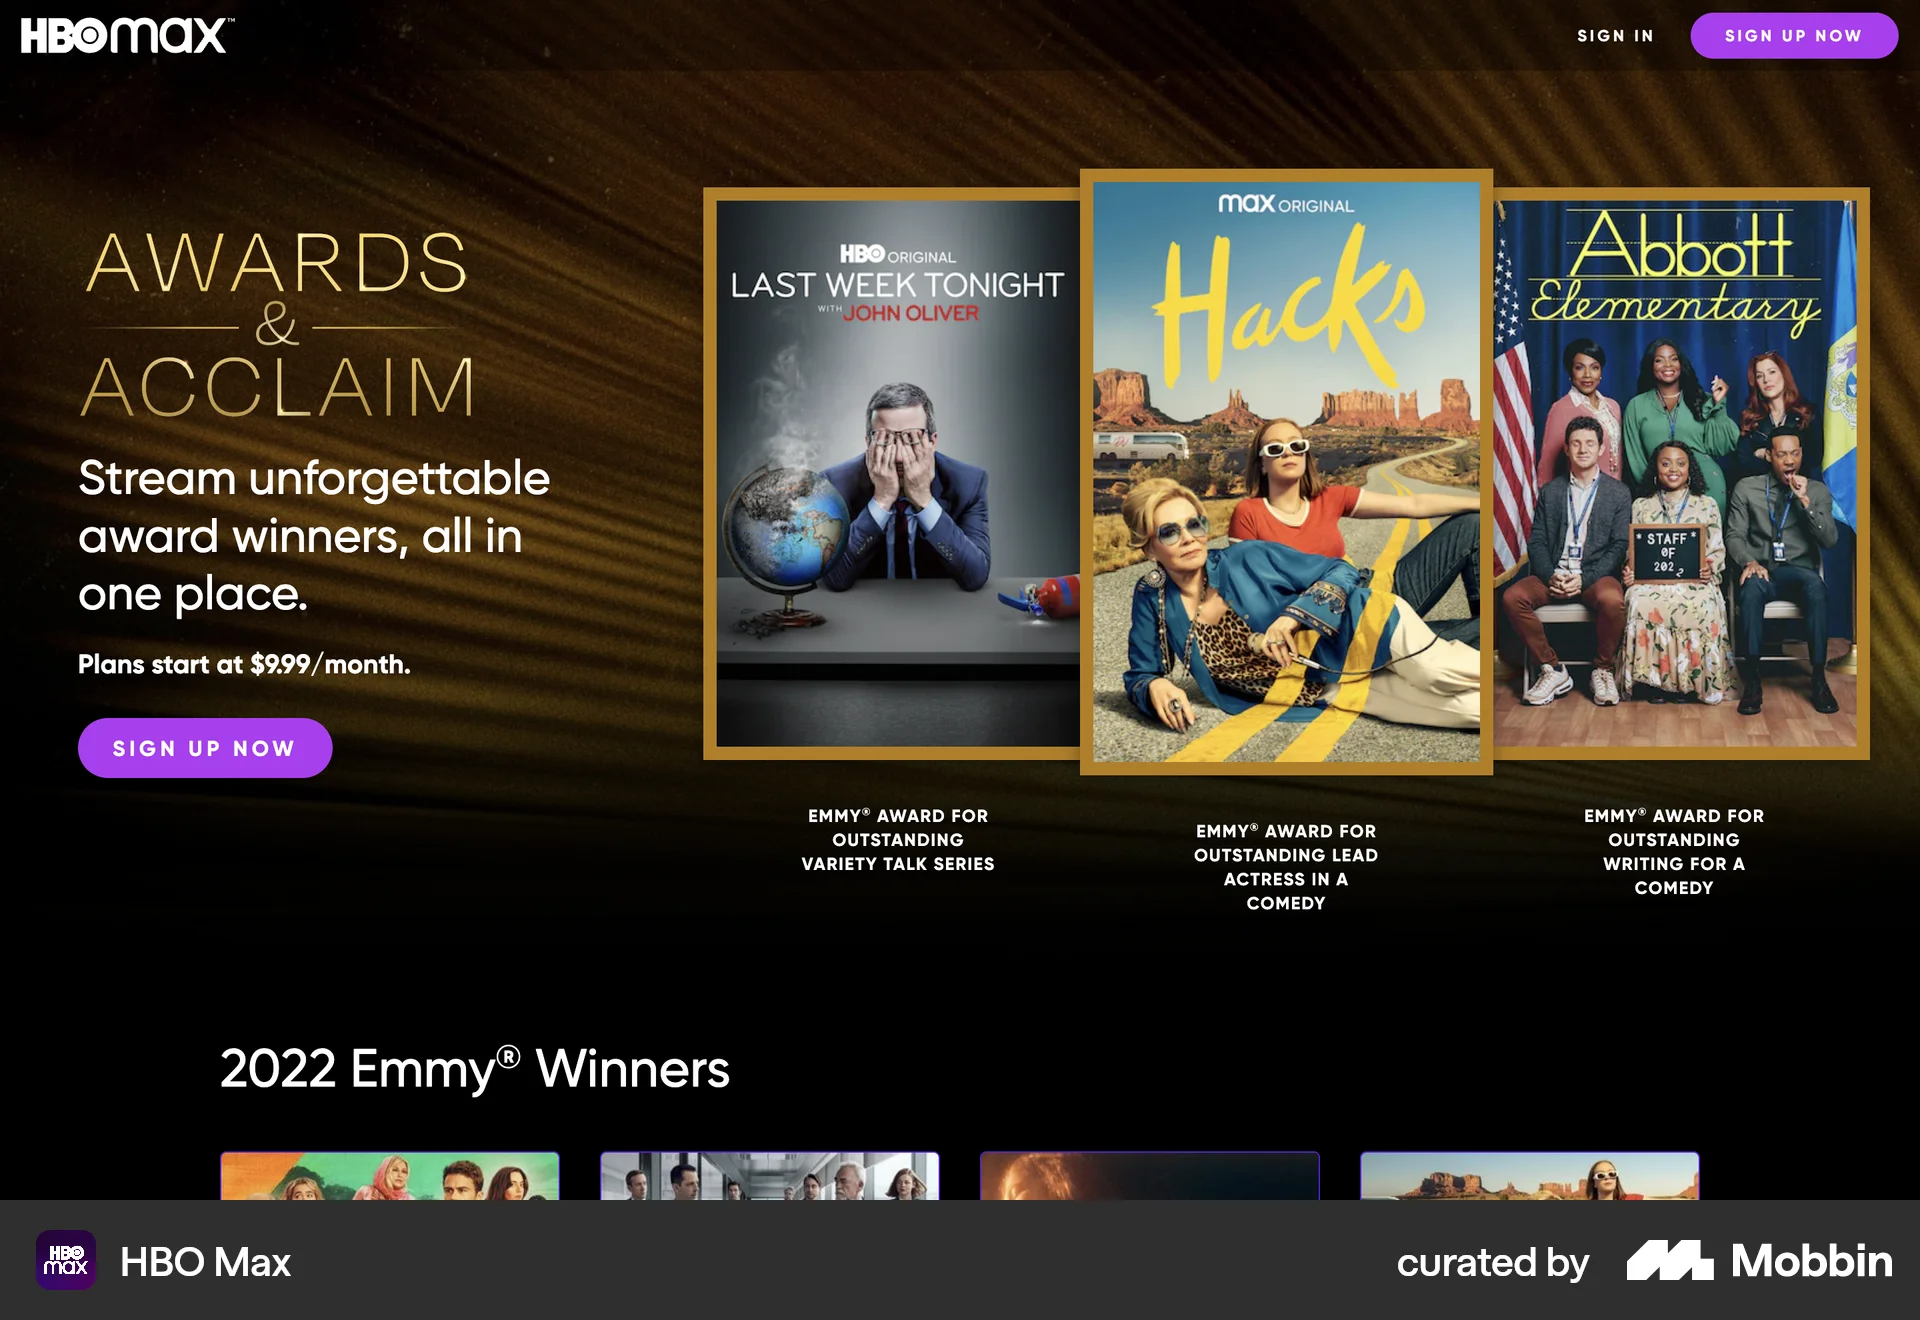 HBOMAX™
SIGN IN
SIGN UP NOW
AWARDS
&
ACCLAIM
Stream unforgettable
award winners, all in
one place.
Plans start at $9.99/month.
SIGN UP NOW
HBO ORIGINAL
LAST WEEK TONIGHT
WITH JOHN OLIVER
EMMY® AWARD FOR
OUTSTANDING
VARIETY TALK SERIES
max ORIGINAL
Hacks
EMMY® AWARD FOR
OUTSTANDING LEAD
ACTRESS IN A
COMEDY
Abbott
Elementary
* STAFF *
OF
2022
EMMY® AWARD FOR
OUTSTANDING
WRITING FOR A
COMEDY
2022 Emmy® Winners
HBO
max
HBO Max
curated by
Mobbin